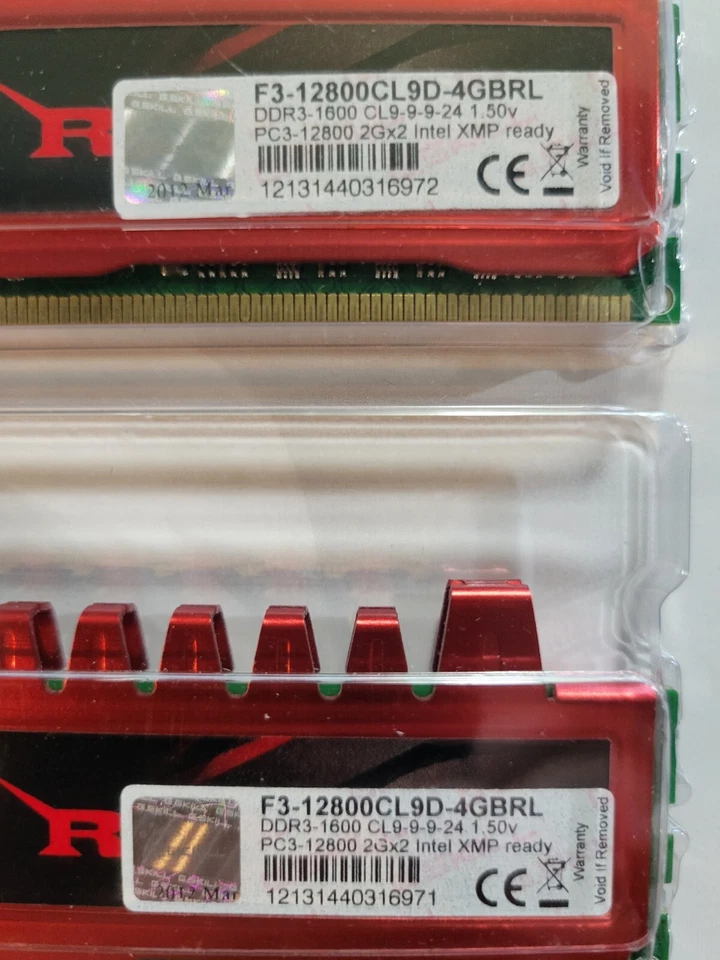 R
F3-12800CL9D-4GBRL
DDR3-1600 CL9-9-9-24 1.50v
PC3-12800 2Gx2 Intel XMP ready
12131440316972
CE
Warranty
Void If Removed
G.SKILL
2012 Mar
R
F3-12800CL9D-4GBRL
DDR3-1600 CL9-9-9-24 1.50v
PC3-12800 2Gx2 Intel XMP ready
12131440316971
CE
Warranty
Void If Removed
G.SKILL
2012 Mar